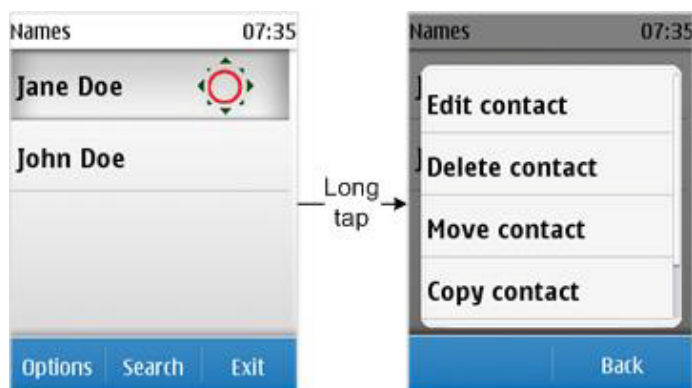 Names 07:35
Jane Doe
John Doe
Options Search Exit
Long
tap
Names 07:35
J
Edit contact
J
Delete contact
Move contact
Copy contact
Back